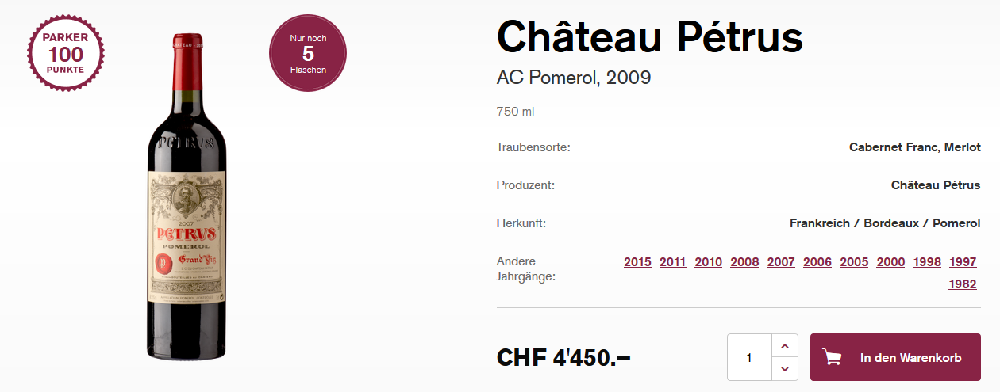 PARKER
100
PUNKTE
Nur noch
5
Flaschen
PETRVS
2007
PETRVS
POMEROL
Grand Vin
Château Pétrus
AC Pomerol, 2009
750 ml
Traubensorte:
Cabernet Franc, Merlot
Produzent:
Château Pétrus
Herkunft:
Frankreich / Bordeaux / Pomerol
Andere
Jahrgänge:
2015 2011 2010 2008 2007 2006 2005 2000 1998 1997
1982
CHF 4'450.–
1
In den Warenkorb